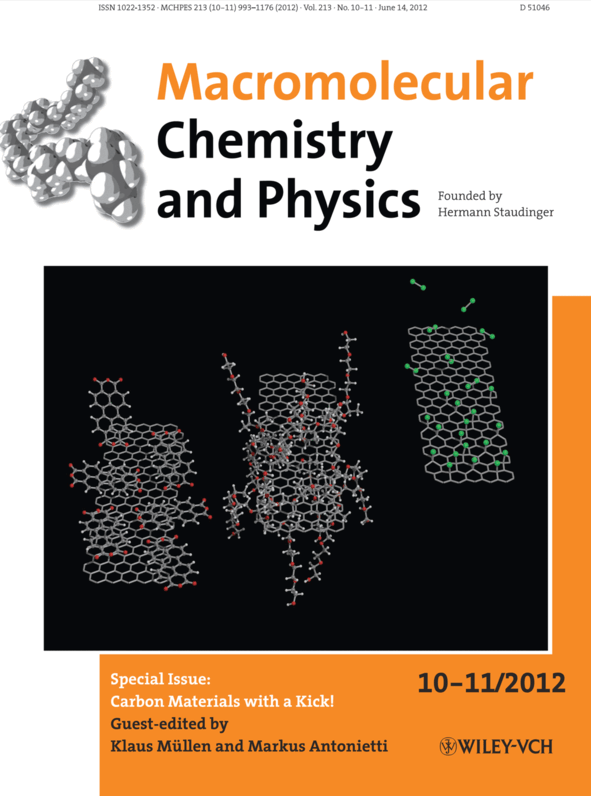 ISSN 1022-1352 · MCHPES 213 (10–11) 993–1176 (2012) · Vol. 213 · No. 10–11 · June 14, 2012 D 51046
Macromolecular
Chemistry
and Physics
Founded by
Hermann Staudinger
Special Issue:
Carbon Materials with a Kick!
Guest-edited by
Klaus Müllen and Markus Antonietti
10–11/2012
WILEY-VCH